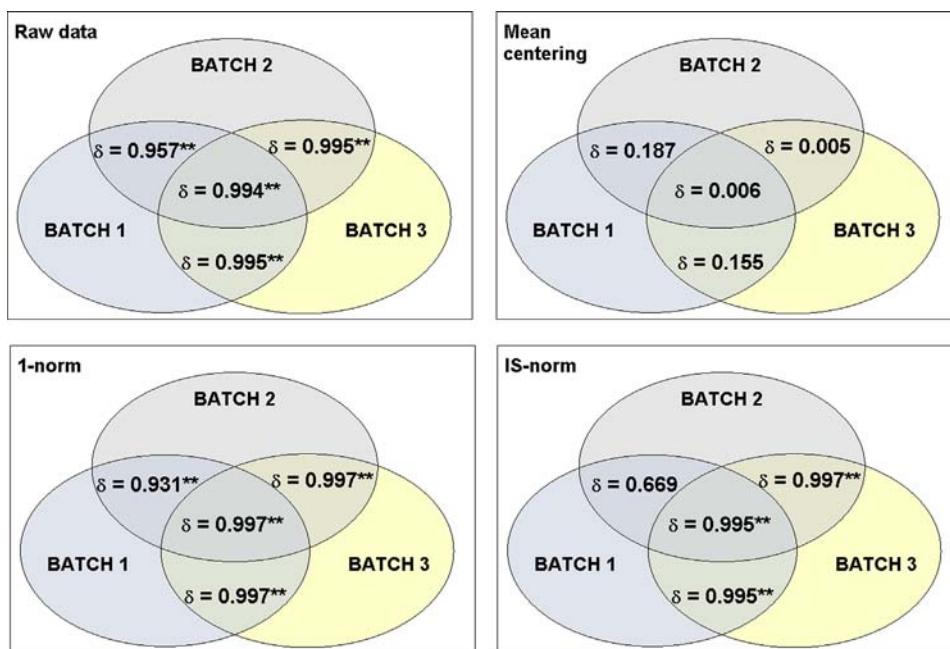 Raw data
BATCH 2
δ = 0.957** δ = 0.995**
δ = 0.994**
BATCH 1 BATCH 3
δ = 0.995**
Mean
centering
BATCH 2
δ = 0.187 δ = 0.005
δ = 0.006
BATCH 1 BATCH 3
δ = 0.155
1-norm
BATCH 2
δ = 0.931** δ = 0.997**
δ = 0.997**
BATCH 1 BATCH 3
δ = 0.997**
IS-norm
BATCH 2
δ = 0.669 δ = 0.997**
δ = 0.995**
BATCH 1 BATCH 3
δ = 0.995**